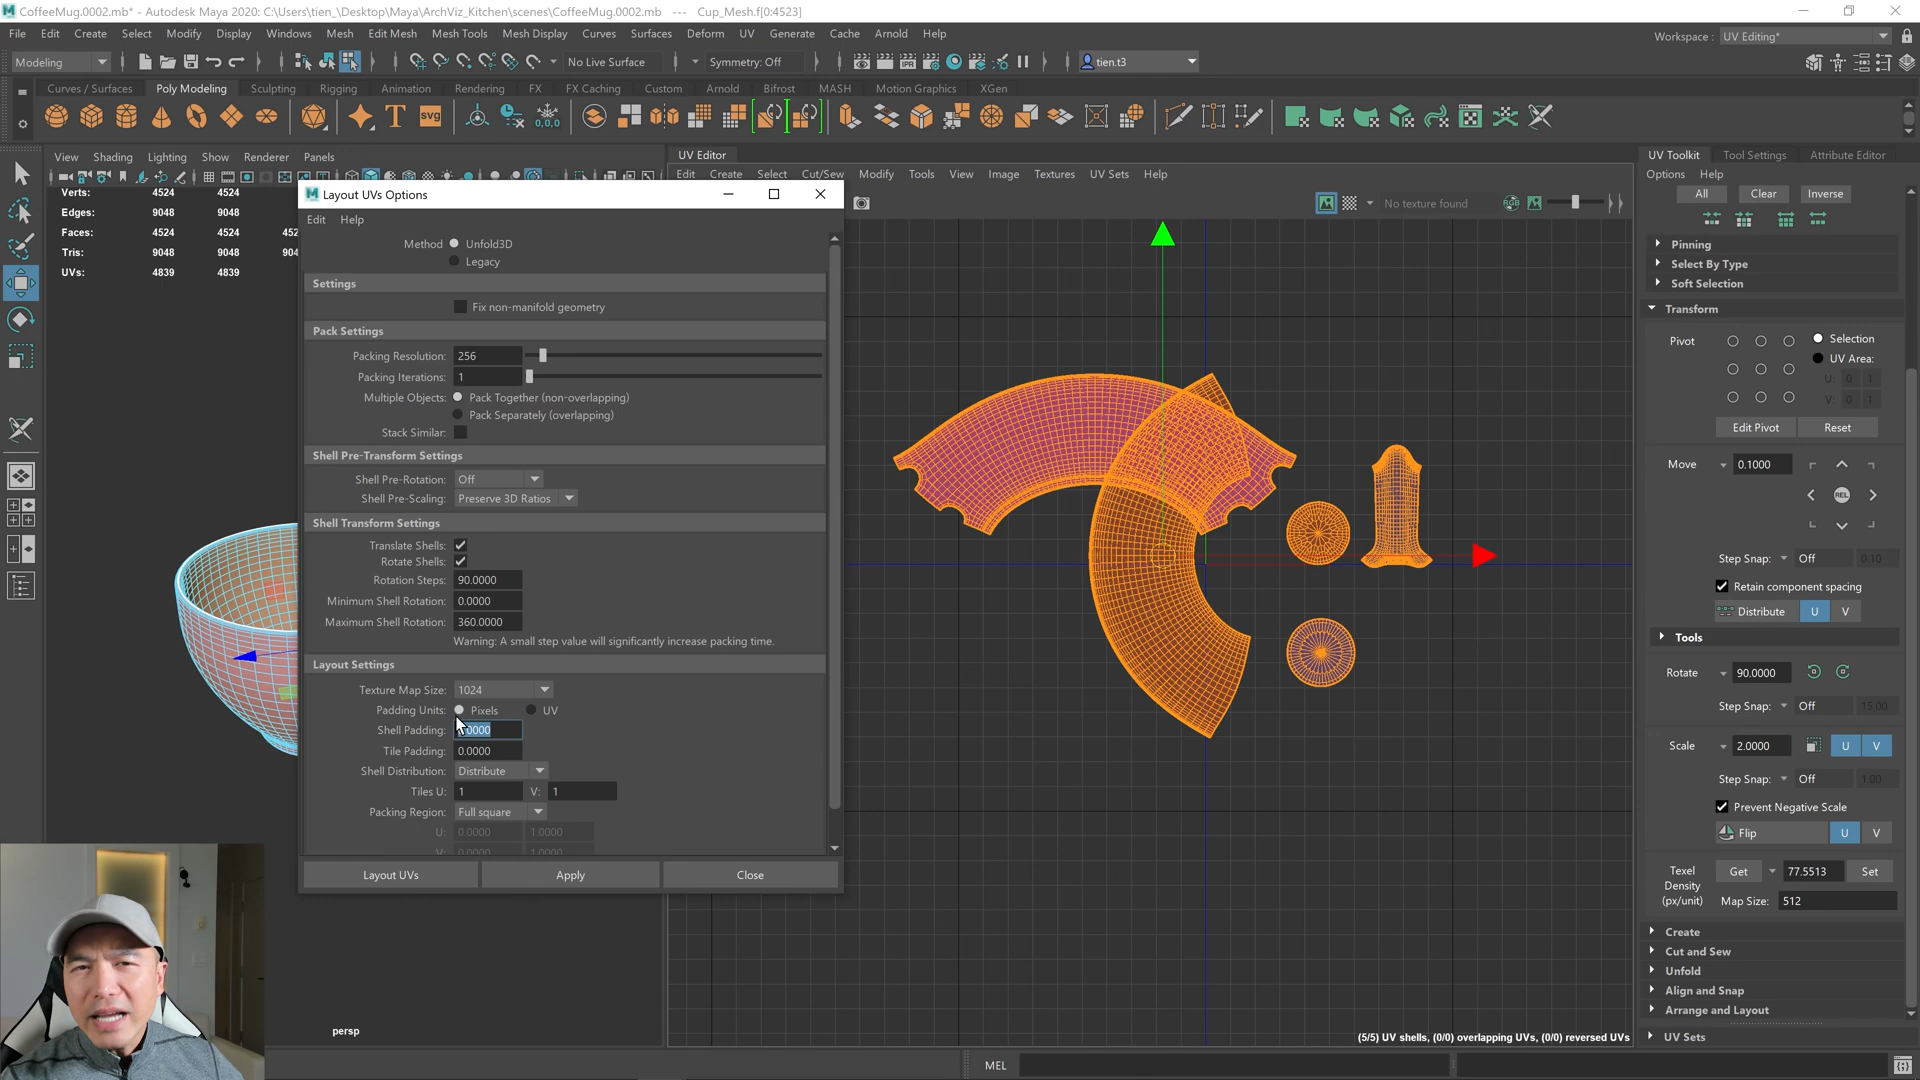 CoffeeMug.0002.mb* - Autodesk Maya 2020: C:\Users\tien_\Desktop\Maya\ArchViz_Kitchen\scenes\CoffeeMug.0002.mb --- Cup_Mesh.f[0:4523]
File Edit Create Select Modify Display Windows Mesh Edit Mesh Mesh Tools Mesh Display Curves Surfaces Deform UV Generate Cache Arnold Help
Workspace : UV Editing*
Modeling No Live Surface Symmetry: Off tien.t3
Curves / Surfaces Poly Modeling Sculpting Rigging Animation Rendering FX FX Caching Custom Arnold Bifrost MASH Motion Graphics XGen
View Shading Lighting Show Renderer Panels
Verts: 4524 4524
Edges: 9048 9048
Faces: 4524 4524
Tris: 9048 9048
UVs: 4839 4839
persp
Layout UVs Options
Edit Help
Method Unfold3D
Legacy
Settings
Fix non-manifold geometry
Pack Settings
Packing Resolution: 256
Packing Iterations: 1
Multiple Objects: Pack Together (non-overlapping)
Pack Separately (overlapping)
Stack Similar:
Shell Pre-Transform Settings
Shell Pre-Rotation: Off
Shell Pre-Scaling: Preserve 3D Ratios
Shell Transform Settings
Translate Shells:
Rotate Shells:
Rotation Steps: 90.0000
Minimum Shell Rotation: 0.0000
Maximum Shell Rotation: 360.0000
Warning: A small step value will significantly increase packing time.
Layout Settings
Texture Map Size: 1024
Padding Units: Pixels UV
Shell Padding:
Tile Padding: 0.0000
Shell Distribution: Distribute
Tiles U: 1 V: 1
Packing Region: Full square
U: 0.0000 1.0000
V: 0.0000 1.0000
Layout UVs Apply Close
UV Editor
Edit Create Select Cut/Sew Modify Tools View Image Textures UV Sets Help
No texture found
RGB
(5/5) UV shells, (0/0) overlapping UVs, (0/0) reversed UVs
UV Toolkit Tool Settings Attribute Editor
Options Help
All Clear Inverse
Pinning
Select By Type
Soft Selection
Transform
Pivot Selection
UV Area:
U: 0 1
V: 0 1
Edit Pivot Reset
Move 0.1000
REL
Step Snap: Off 0.10
Retain component spacing
Distribute U V
Tools
Rotate 90.0000
Step Snap: Off 15.00
Scale 2.0000 U V
Step Snap: Off 1.00
Prevent Negative Scale
Flip U V
Texel Density (px/unit) Get 77.5513 Set
Map Size: 512
Create
Cut and Sew
Unfold
Align and Snap
Arrange and Layout
UV Sets
MEL